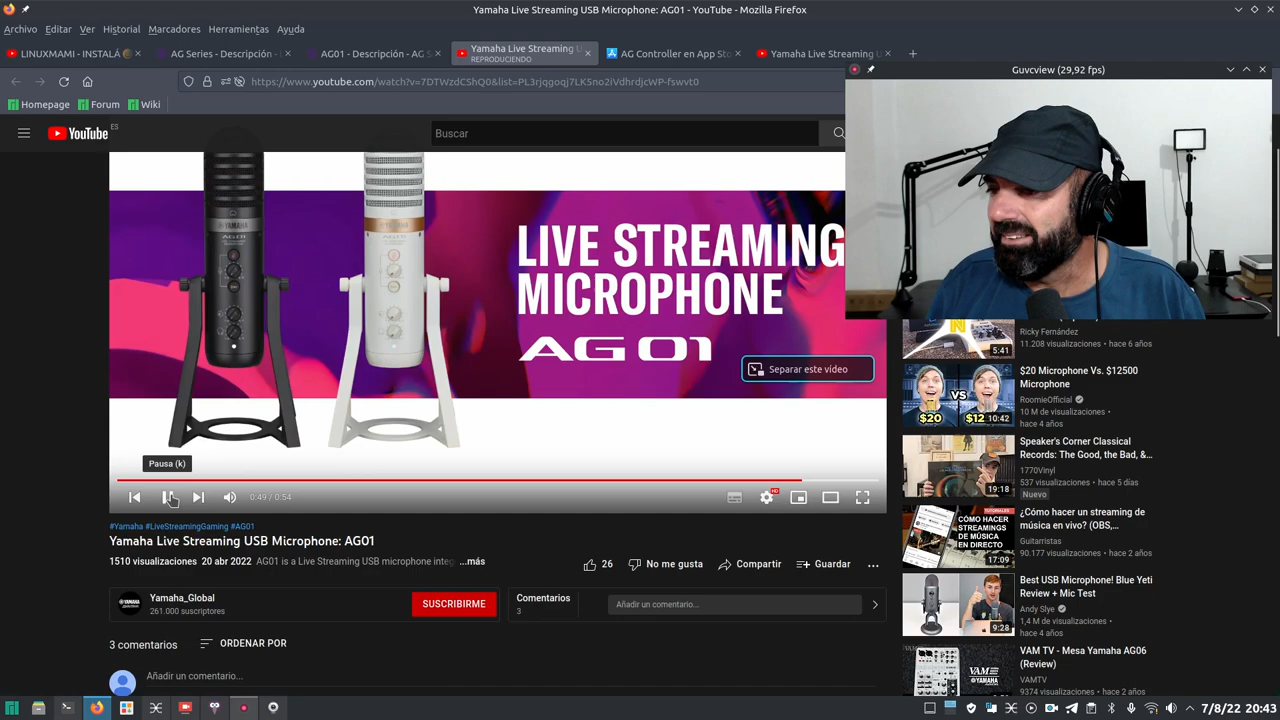 Yamaha Live Streaming USB Microphone: AG01 - YouTube - Mozilla Firefox
Archivo Editar Ver Historial Marcadores Herramientas Ayuda
LINUXMAMI - INSTALÁ
AG Series - Descripción -
AG01 - Descripción - AG S
Yamaha Live Streaming U
REPRODUCIENDO
AG Controller en App Sto
Yamaha Live Streaming U
https://www.youtube.com/watch?v=7DTWzdCShQ0&list=PL3rjqgoqj7LKSno2iVdhrdjcWP-fswvt0
Guvcview (29,92 fps)
Homepage Forum Wiki
YouTube ES
Buscar
YAMAHA
AG01
LIVE STREAMING
MICROPHONE
AG01
Separar este vídeo
Pausa (k)
0:49 / 0:54
HD
#Yamaha #LiveStreamingGaming #AG01
Yamaha Live Streaming USB Microphone: AG01
1510 visualizaciones 20 abr 2022 AG01 is a Live Streaming USB microphone integ ...más
26 No me gusta Compartir Guardar
Yamaha_Global
261.000 suscriptores
SUSCRIBIRME
Comentarios
3
Añadir un comentario...
3 comentarios ORDENAR POR
Añadir un comentario...
5:41
Ricky Fernández
11.208 visualizaciones • hace 6 años
VS
$20
$12
10:42
$20 Microphone Vs. $12500
Microphone
RoomieOfficial
10 M de visualizaciones •
hace 4 años
19:18
Speaker's Corner Classical
Records: The Good, the Bad, &...
1770Vinyl
537 visualizaciones • hace 5 días
Nuevo
TUTORIALES
CÓMO HACER
STREAMINGS
DE MÚSICA
EN DIRECTO
17:09
¿Cómo hacer un streaming de
música en vivo? (OBS,...
Guitarristas
90.177 visualizaciones • hace 2 años
9:28
Best USB Microphone! Blue Yeti
Review + Mic Test
Andy Slye
1,4 M de visualizaciones •
hace 4 años
VAM
YAMAHA
VAM TV - Mesa Yamaha AG06
(Review)
VAMTV
9374 visualizaciones • hace 2 años
7/8/22 20:43